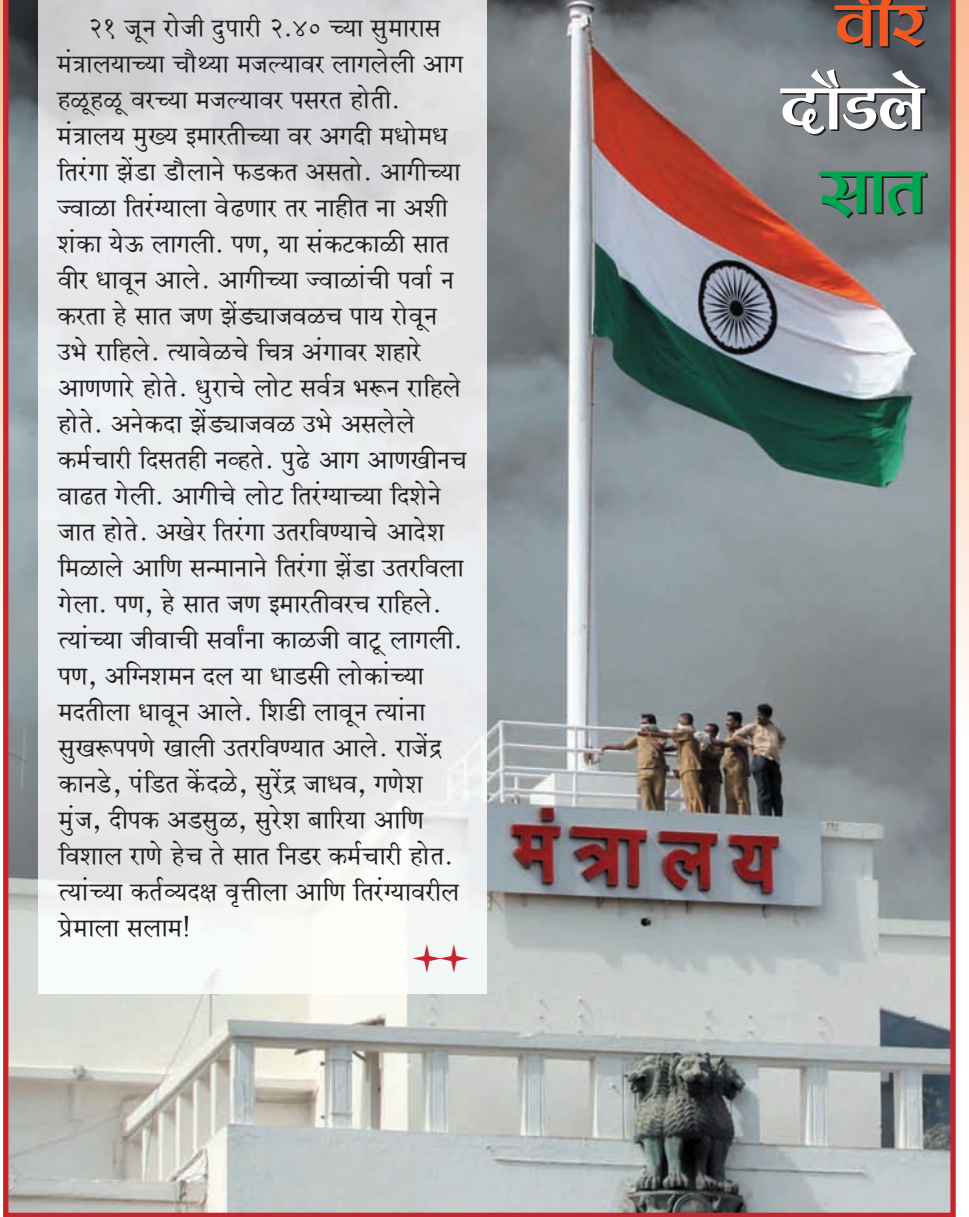 वीर
दौडले
सात
२१ जून रोजी दुपारी २.४० च्या सुमारास
मंत्रालयाच्या चौथ्या मजल्यावर लागलेली आग
हळूहळू वरच्या मजल्यावर पसरत होती.
मंत्रालय मुख्य इमारतीच्या वर अगदी मधोमध
तिरंगा झेंडा डौलाने फडकत असतो. आगीच्या
ज्वाळा तिरंग्याला वेढणार तर नाहीत ना अशी
शंका येऊ लागली. पण, या संकटकाळी सात
वीर धावून आले. आगीच्या ज्वाळांची पर्वा न
करता हे सात जण झेंड्याजवळच पाय रोवून
उभे राहिले. त्यावेळचे चित्र अंगावर शहारे
आणणारे होते. धुराचे लोट सर्वत्र भरून राहिले
होते. अनेकदा झेंड्याजवळ उभे असलेले
कर्मचारी दिसतही नव्हते. पुढे आग आणखीनच
वाढत गेली. आगीचे लोट तिरंग्याच्या दिशेने
जात होते. अखेर तिरंगा उतरविण्याचे आदेश
मिळाले आणि सन्मानाने तिरंगा झेंडा उतरविला
गेला. पण, हे सात जण इमारतीवरच राहिले.
त्यांच्या जीवाची सर्वांना काळजी वाटू लागली.
पण, अग्निशमन दल या धाडसी लोकांच्या
मदतीला धावून आले. शिडी लावून त्यांना
सुखरूपपणे खाली उतरविण्यात आले. राजेंद्र
कानडे, पंडित केंदळे, सुरेंद्र जाधव, गणेश
मुंज, दीपक अडसुळ, सुरेश बारिया आणि
विशाल राणे हेच ते सात निडर कर्मचारी होत.
त्यांच्या कर्तव्यदक्ष वृत्तीला आणि तिरंग्यावरील
प्रेमाला सलाम!
मंत्रालय